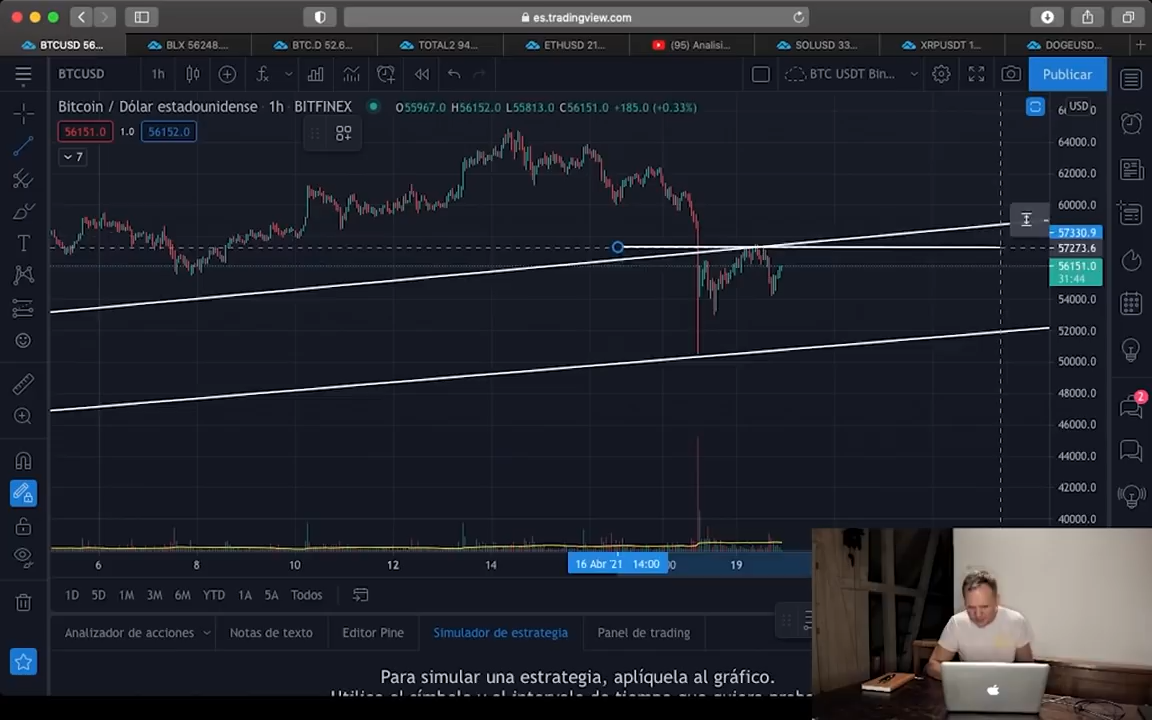 es.tradingview.com
BTCUSD 56...
BLX 56248....
BTC.D 52.6...
TOTAL2 94...
ETHUSD 21...
(95) Analisi...
SOLUSD 33...
XRPUSDT 1...
DOGEUSD...
BTCUSD
1h
BTC USDT Bin...
Publicar
Bitcoin / Dólar estadounidense · 1h · BITFINEX
O55967.0 H56152.0 L55813.0 C56151.0 +185.0 (+0.33%)
USD
56151.0
1.0
56152.0
7
64000.0
62000.0
60000.0
57330.9
57273.6
56151.0
31:44
54000.0
52000.0
50000.0
48000.0
46000.0
44000.0
42000.0
40000.0
2
6
8
10
12
14
16 Abr '21 14:00
19
1D
5D
1M
3M
6M
YTD
1A
5A
Todos
Analizador de acciones
Notas de texto
Editor Pine
Simulador de estrategia
Panel de trading
Para simular una estrategia, aplíquela al gráfico.